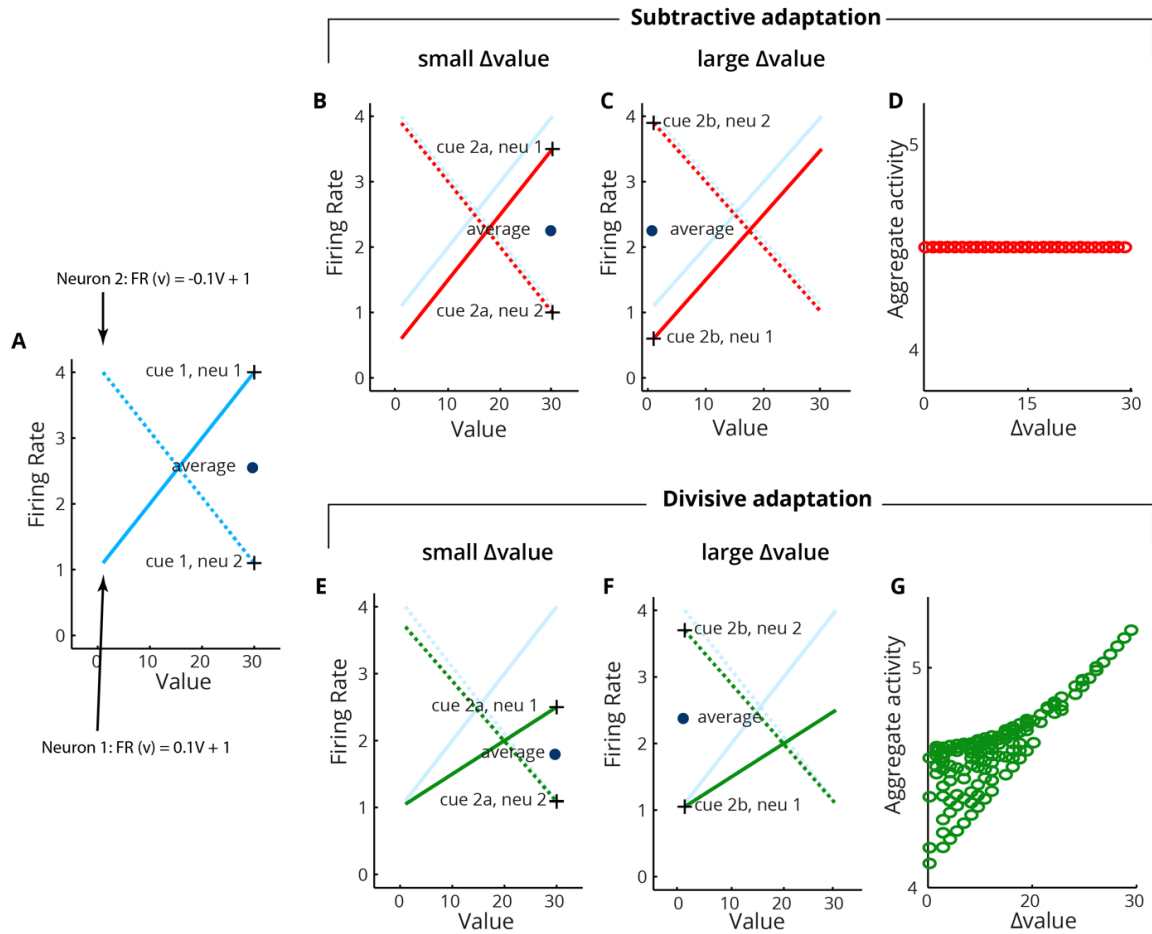 Subtractive adaptation
small Δvalue
large Δvalue
B
C
D
4
3
2
1
0
Firing Rate
cue 2a, neu 1
average
cue 2a, neu 2
0 10 20 30
Value
4
3
2
1
0
Firing Rate
cue 2b, neu 2
average
cue 2b, neu 1
0 10 20 30
Value
5
4
Aggregate activity
0 15 30
Δvalue
Neuron 2: FR (v) = -0.1V + 1
A
4
3
2
1
0
Firing Rate
cue 1, neu 1
average
cue 1, neu 2
0 10 20 30
Value
Neuron 1: FR (v) = 0.1V + 1
Divisive adaptation
small Δvalue
large Δvalue
E
F
G
4
3
2
1
0
Firing Rate
cue 2a, neu 1
average
cue 2a, neu 2
0 10 20 30
Value
4
3
2
1
0
Firing Rate
cue 2b, neu 2
average
cue 2b, neu 1
0 10 20 30
Value
5
4
Aggregate activity
0 20 30
Δvalue